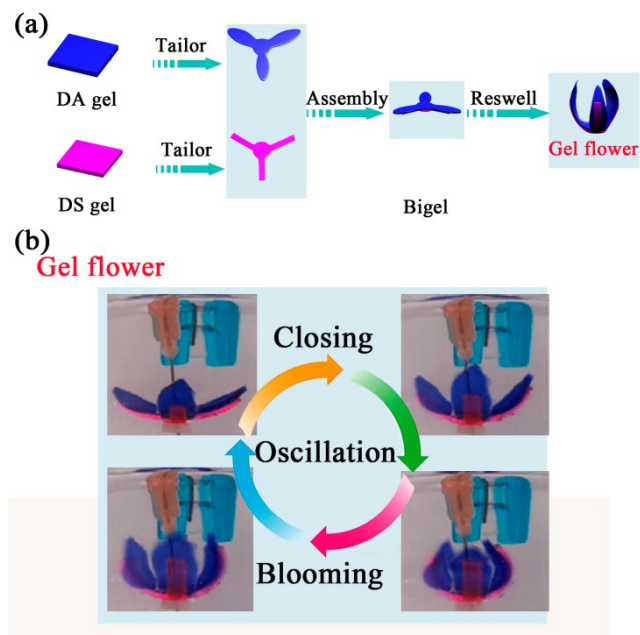 (a)
Tailor
DA gel
Assembly
Reswell
Tailor
Gel flower
DS gel
Bigel
(b)
Gel flower
Closing
Oscillation
Blooming